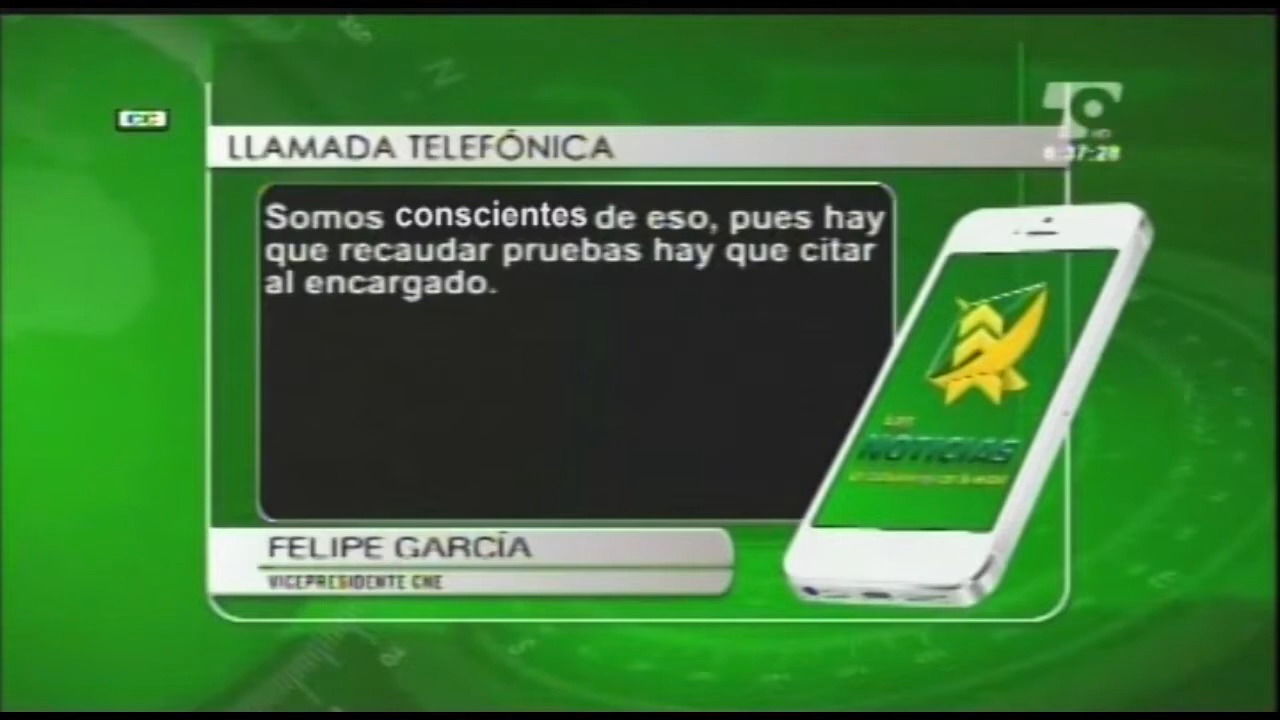 CC
LLAMADA TELEFÓNICA
Somos conscientes de eso, pues hay
que recaudar pruebas hay que citar
al encargado.
NOTICIAS
FELIPE GARCÍA
VICEPRESIDENTE CNE